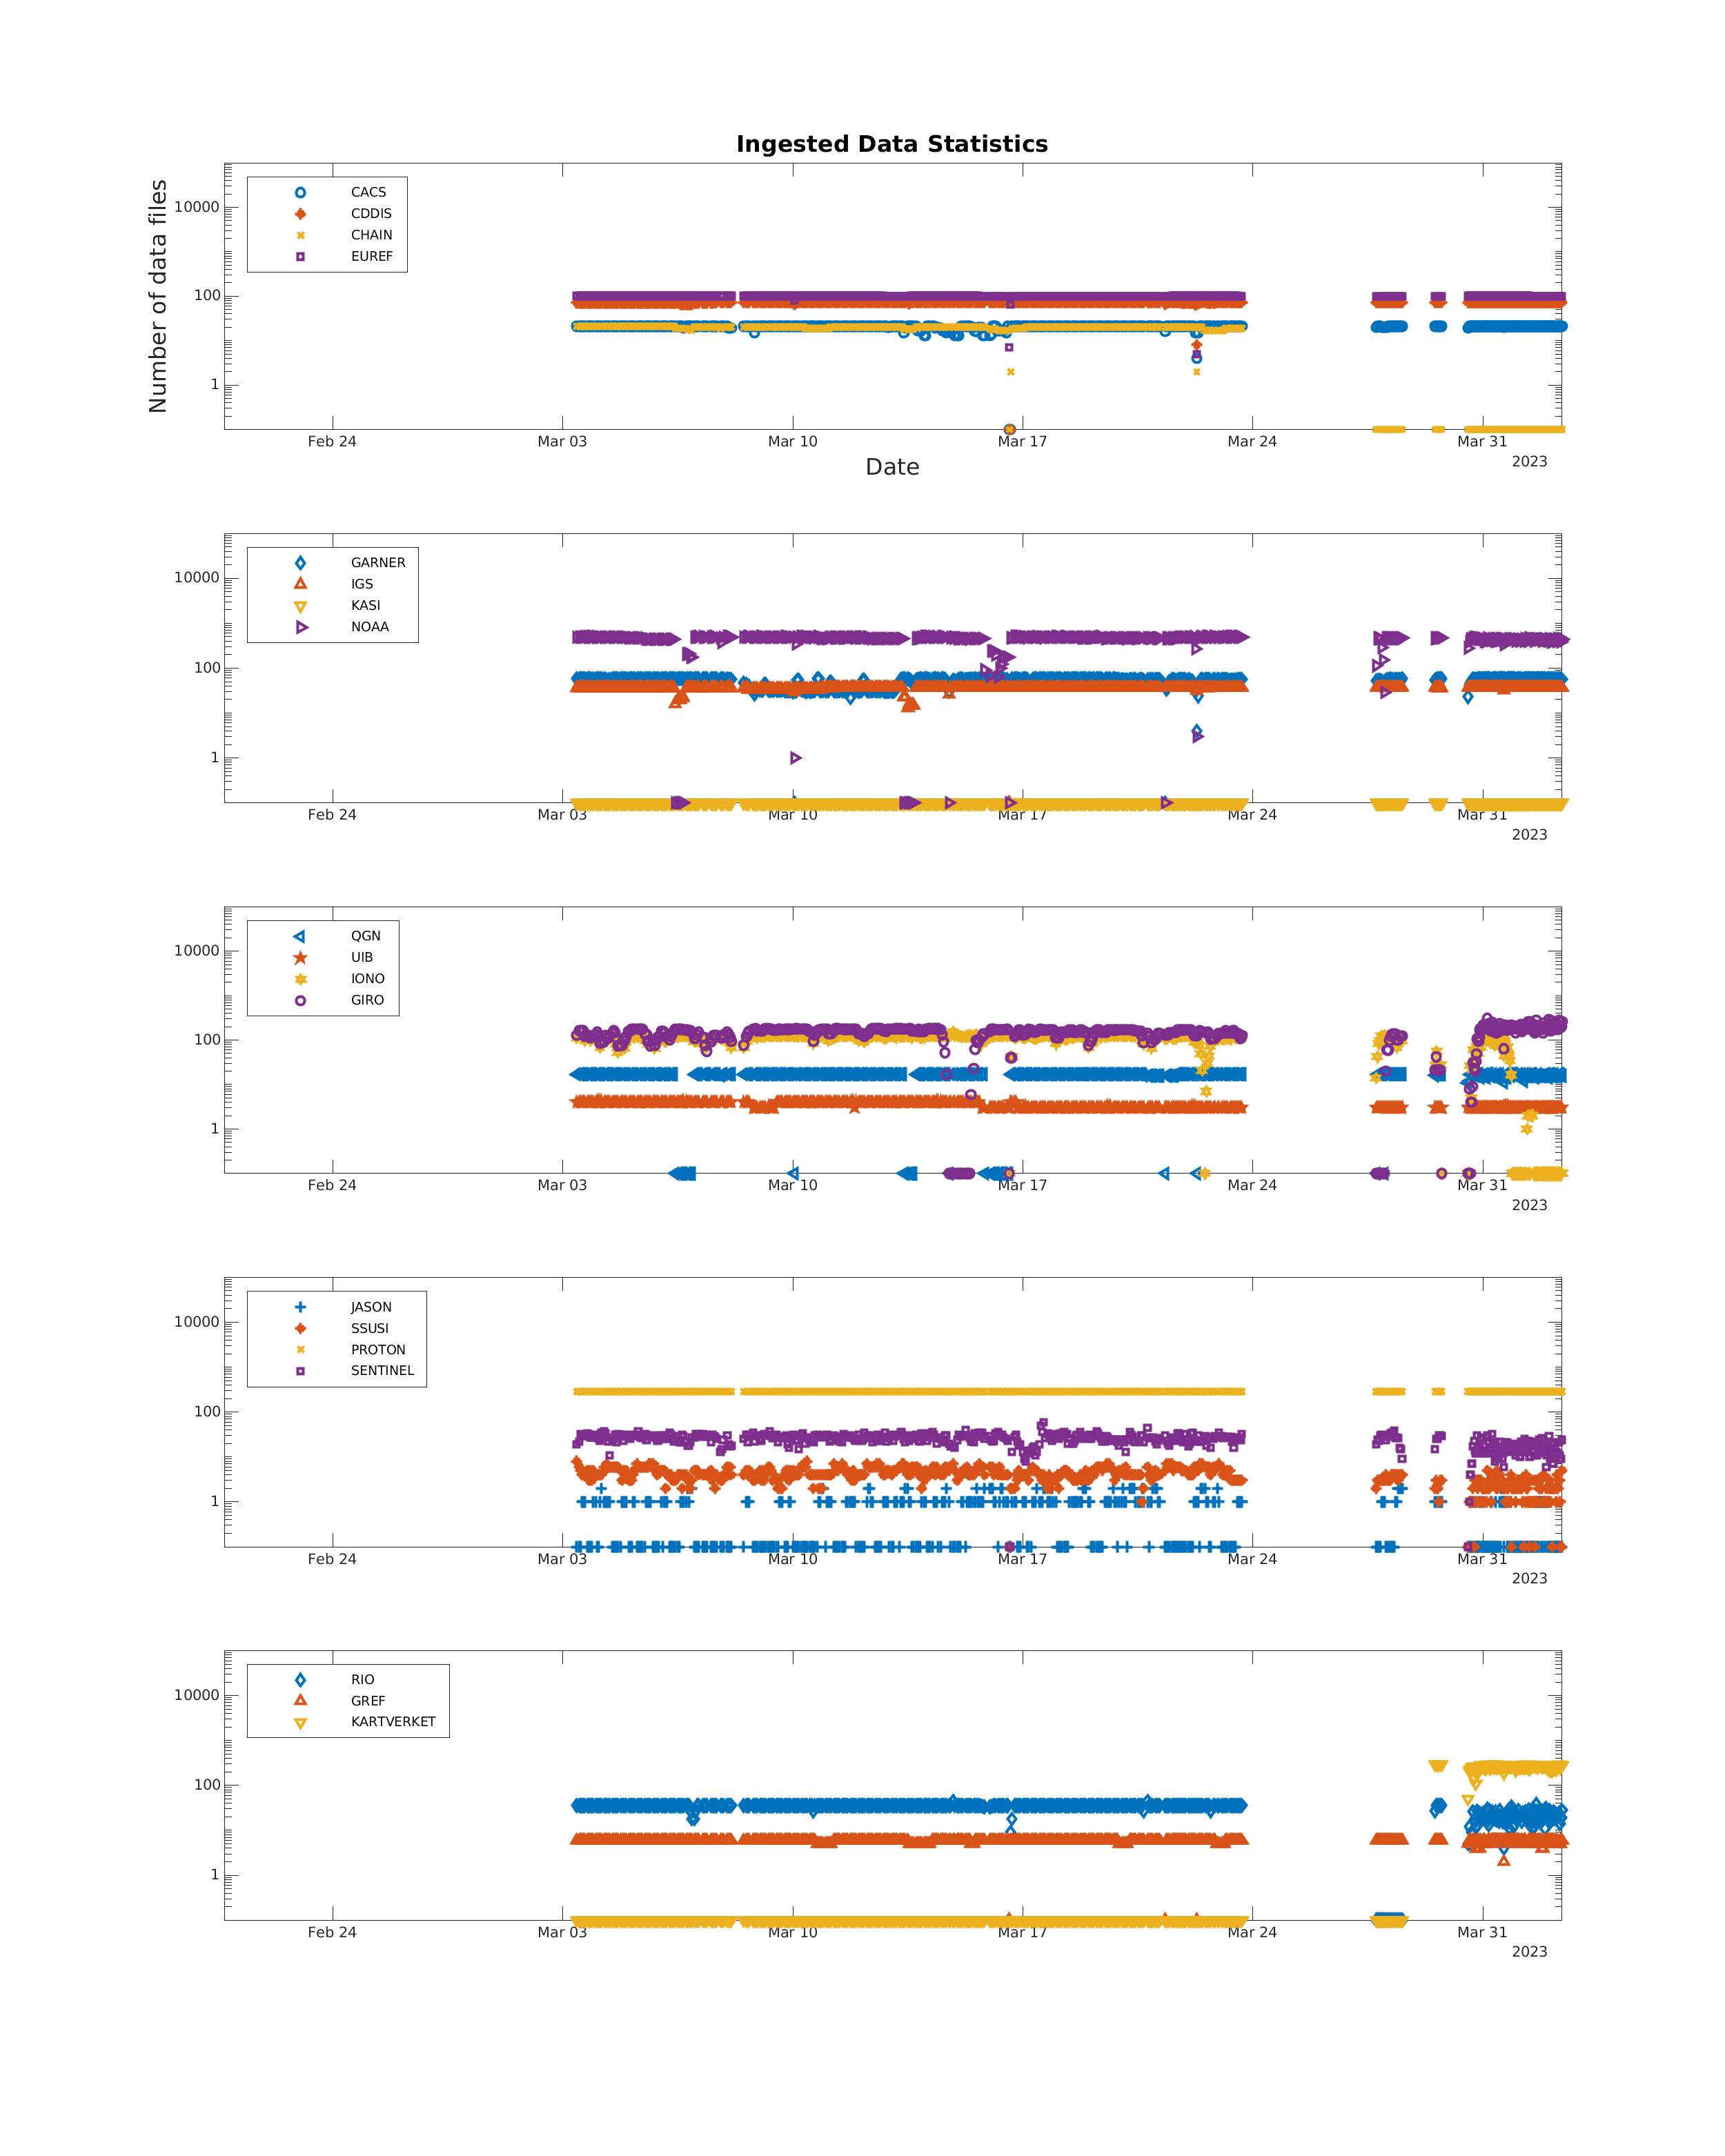 Ingested Data Statistics
Number of data files
CACS
CDDIS
CHAIN
EUREF
10000
100
1
Feb 24 Mar 03 Mar 10 Mar 17 Mar 24 Mar 31
2023
Date
GARNER
IGS
KASI
NOAA
10000
100
1
Feb 24 Mar 03 Mar 10 Mar 17 Mar 24 Mar 31
2023
QGN
UIB
IONO
GIRO
10000
100
1
Feb 24 Mar 03 Mar 10 Mar 17 Mar 24 Mar 31
2023
JASON
SSUSI
PROTON
SENTINEL
10000
100
1
Feb 24 Mar 03 Mar 10 Mar 17 Mar 24 Mar 31
2023
RIO
GREF
KARTVERKET
10000
100
1
Feb 24 Mar 03 Mar 10 Mar 17 Mar 24 Mar 31
2023